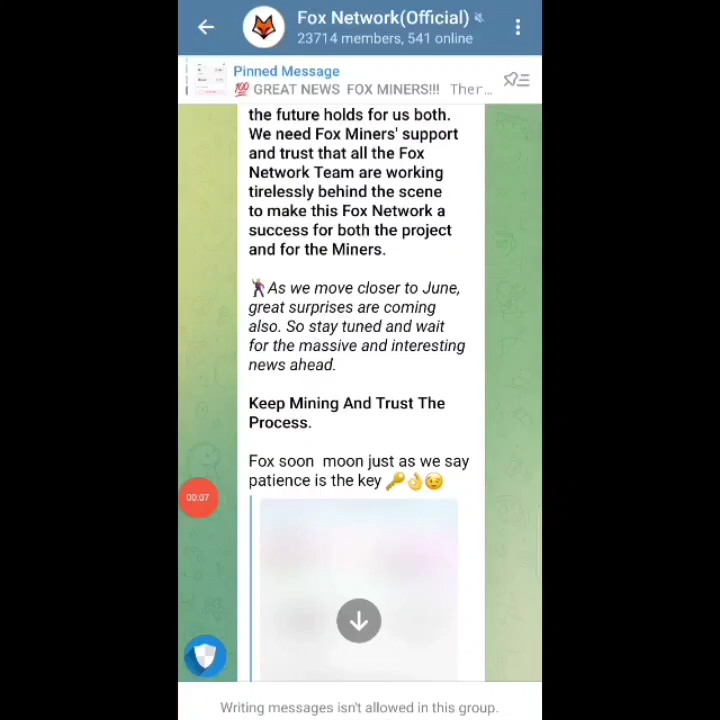 Fox Network(Official)
23714 members, 541 online
Pinned Message
💯 GREAT NEWS FOX MINERS!!! Ther...
the future holds for us both.
We need Fox Miners' support
and trust that all the Fox
Network Team are working
tirelessly behind the scene
to make this Fox Network a
success for both the project
and for the Miners.
As we move closer to June,
great surprises are coming
also. So stay tuned and wait
for the massive and interesting
news ahead.
Keep Mining And Trust The
Process.
Fox soon moon just as we say
patience is the key 🔑👌😉
00:07
Writing messages isn't allowed in this group.